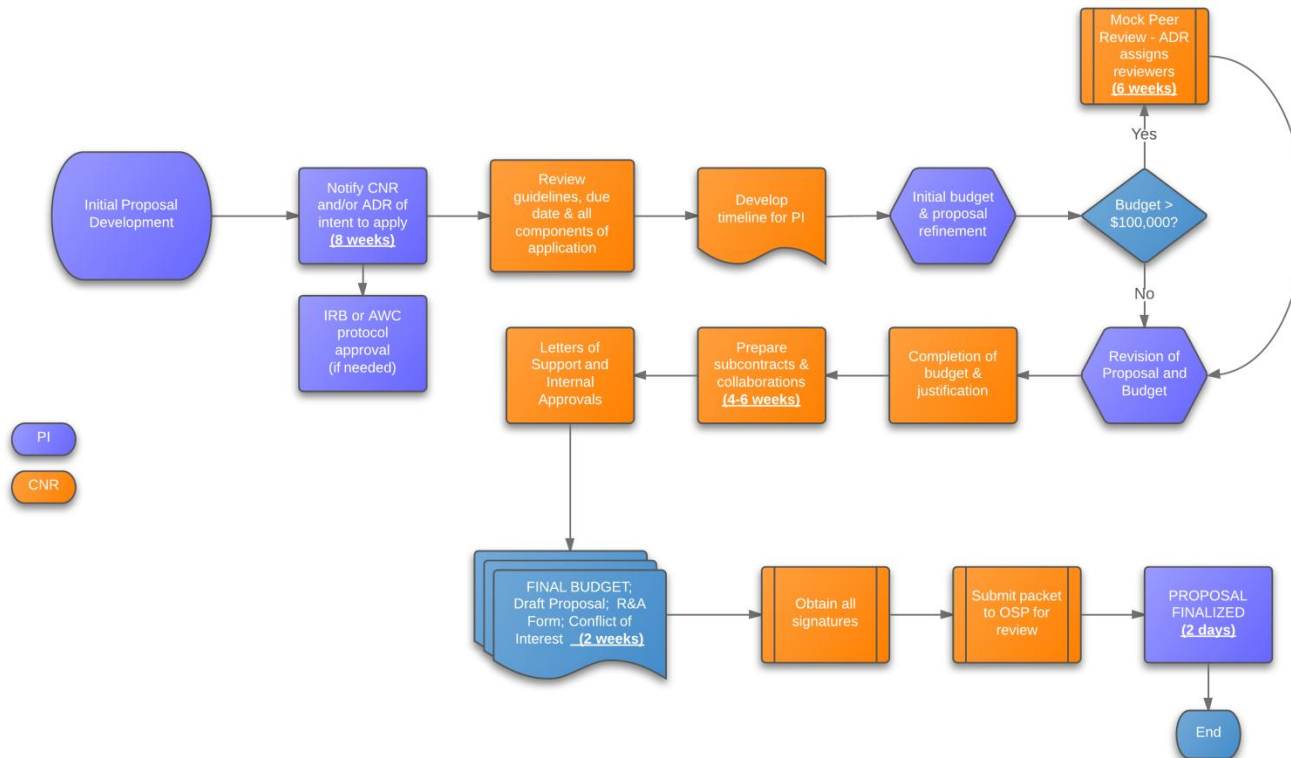 Mock Peer
Review - ADR
assigns
reviewers
(6 weeks)
Yes
Initial Proposal
Development
Notify CNR
and/or ADR of
intent to apply
(8 weeks)
Review
guidelines, due
date & all
components of
application
Develop
timeline for PI
Initial budget
& proposal
refinement
Budget >
$100,000?
No
IRB or AWC
protocol
approval
(if needed)
Revision of
Proposal and
Budget
Completion of
budget &
justification
Prepare
subcontracts &
collaborations
(4-6 weeks)
Letters of
Support and
Internal
Approvals
PI
CNR
FINAL BUDGET;
Draft Proposal; R&A
Form; Conflict of
Interest (2 weeks)
Obtain all
signatures
Submit packet
to OSP for
review
PROPOSAL
FINALIZED
(2 days)
End